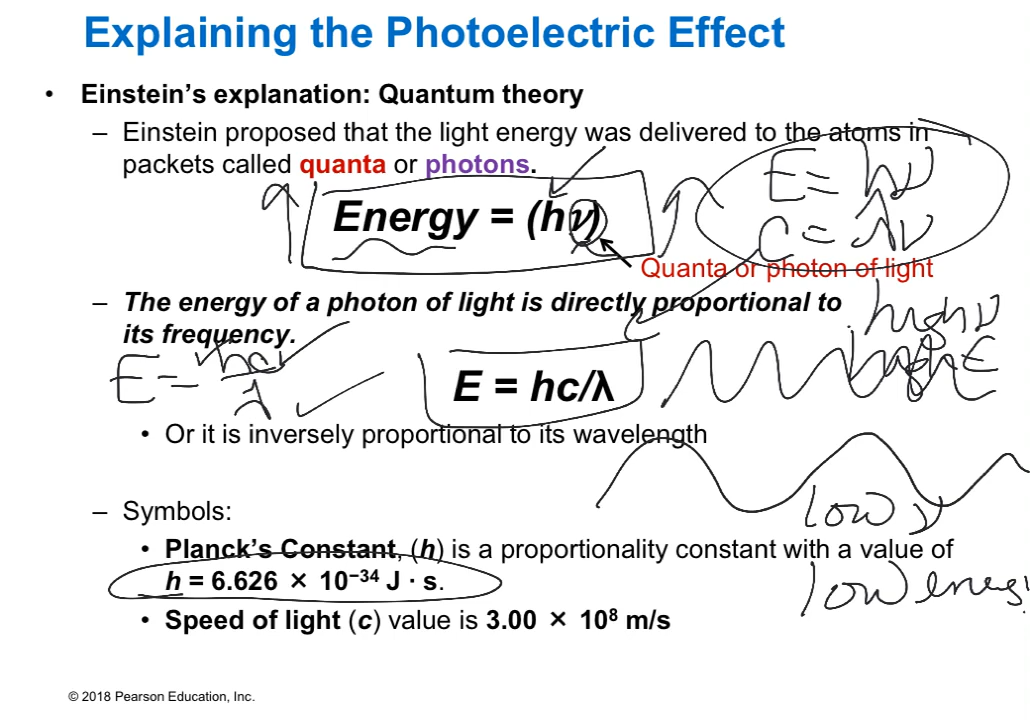 Explaining the Photoelectric Effect
• Einstein's explanation: Quantum theory
– Einstein proposed that the light energy was delivered to the atoms in
packets called quanta or photons.
E = hν
Energy = (hν)
c = λν
Quanta or photon of light
– The energy of a photon of light is directly proportional to
its frequency.
high ν
E = hc/λ
high E
E = hc/λ
• Or it is inversely proportional to its wavelength
low ν
– Symbols:
• Planck's Constant, (h) is a proportionality constant with a value of
h = 6.626 × 10⁻³⁴ J · s.
low energy
• Speed of light (c) value is 3.00 × 10⁸ m/s
© 2018 Pearson Education, Inc.